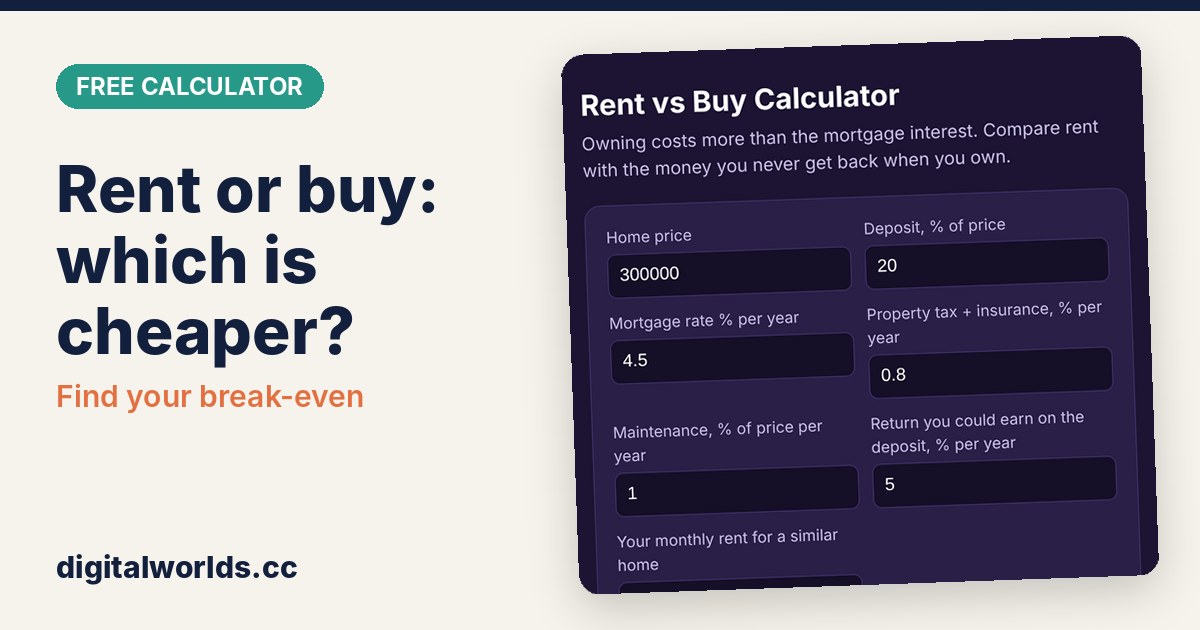 FREE CALCULATOR
Rent or buy:
which is
cheaper?
Find your break-even
digitalworlds.cc
Rent vs Buy Calculator
Owning costs more than the mortgage interest. Compare rent
with the money you never get back when you own.
Home price
300000
Deposit, % of price
20
Mortgage rate % per year
4.5
Property tax + insurance, % per
year
0.8
Maintenance, % of price per
year
1
Return you could earn on the
deposit, % per year
5
Your monthly rent for a similar
home